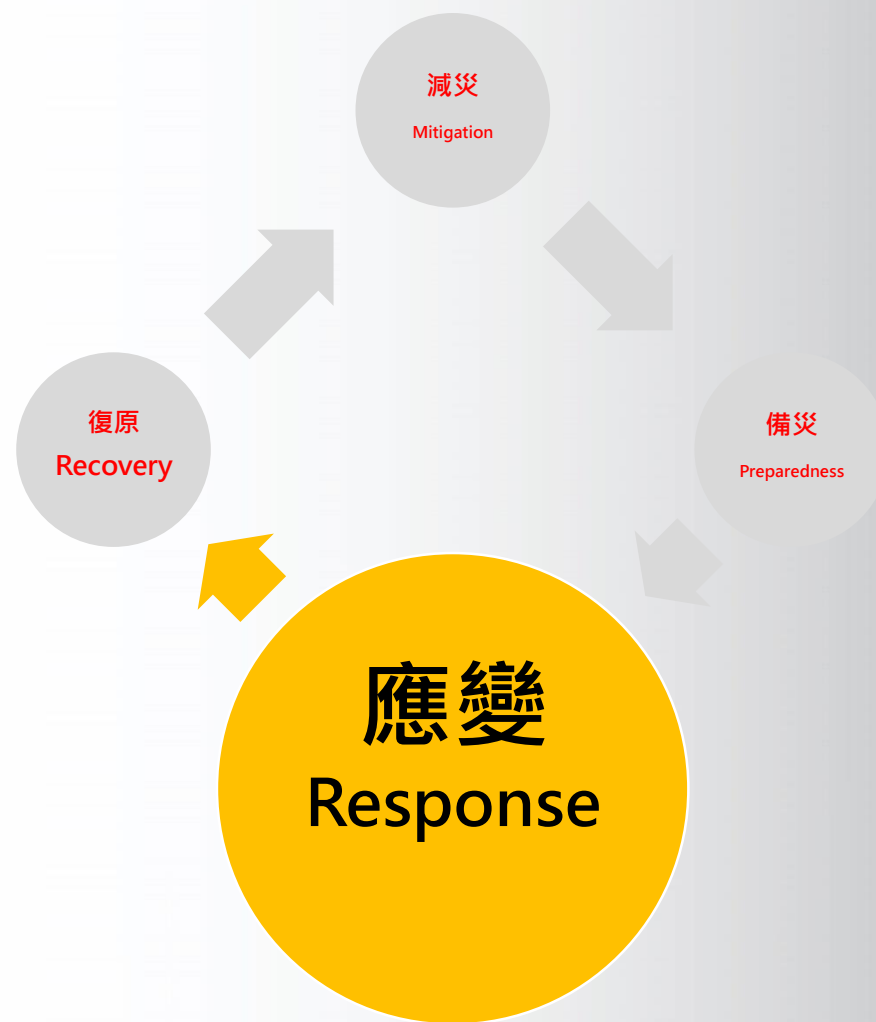 減災
Mitigation
復原
Recovery
備災
Preparedness
應變
Response